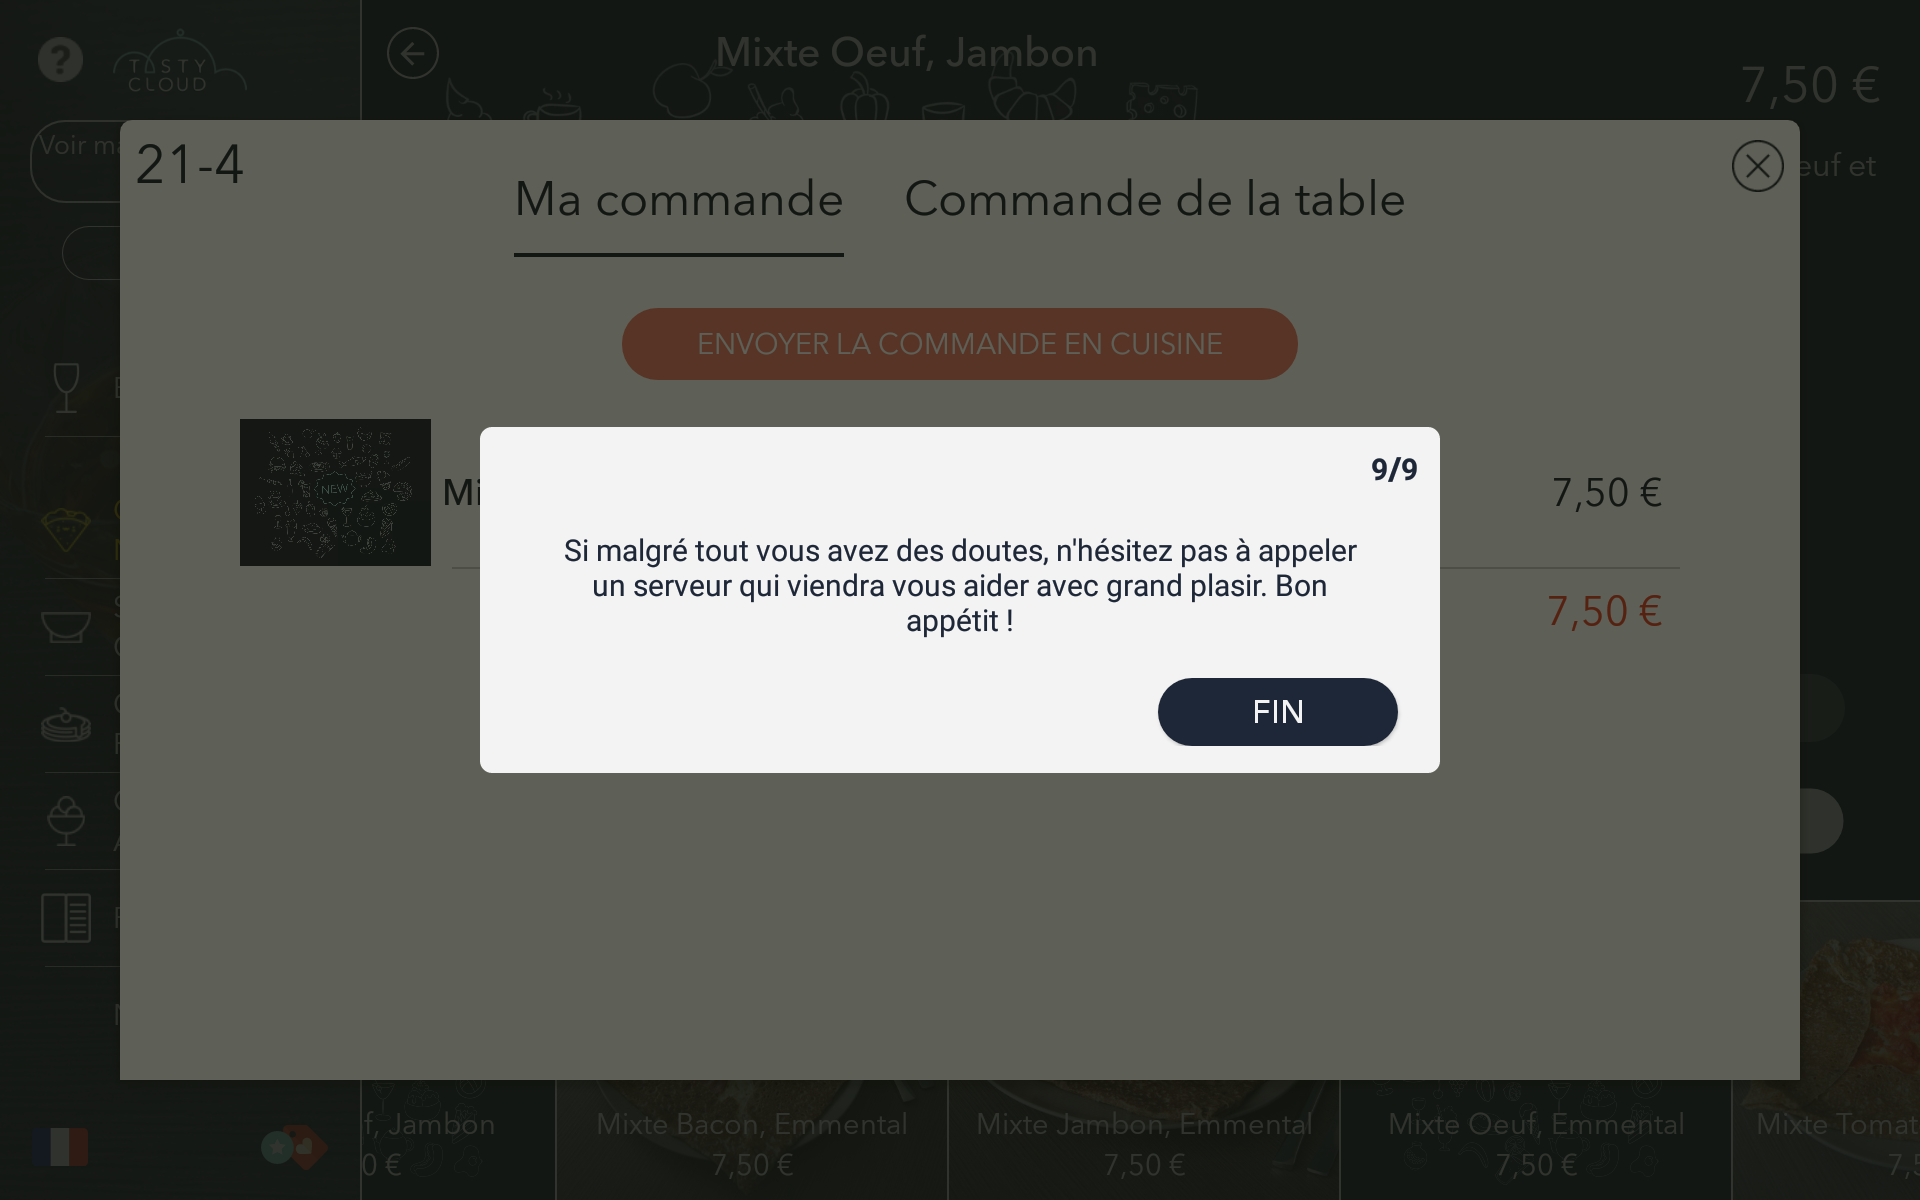 ?
TASTY
CLOUD
Mixte Oeuf, Jambon
7,50 €
Voir ma
euf et
21-4
Ma commande
Commande de la table
ENVOYER LA COMMANDE EN CUISINE
NEW
Mi
7,50 €
7,50 €
9/9
Si malgré tout vous avez des doutes, n'hésitez pas à appeler
un serveur qui viendra vous aider avec grand plasir. Bon
appétit !
FIN
f, Jambon
0 €
Mixte Bacon, Emmental
7,50 €
Mixte Jambon, Emmental
7,50 €
Mixte Oeuf, Emmental
7,50 €
Mixte Tomat
7,5